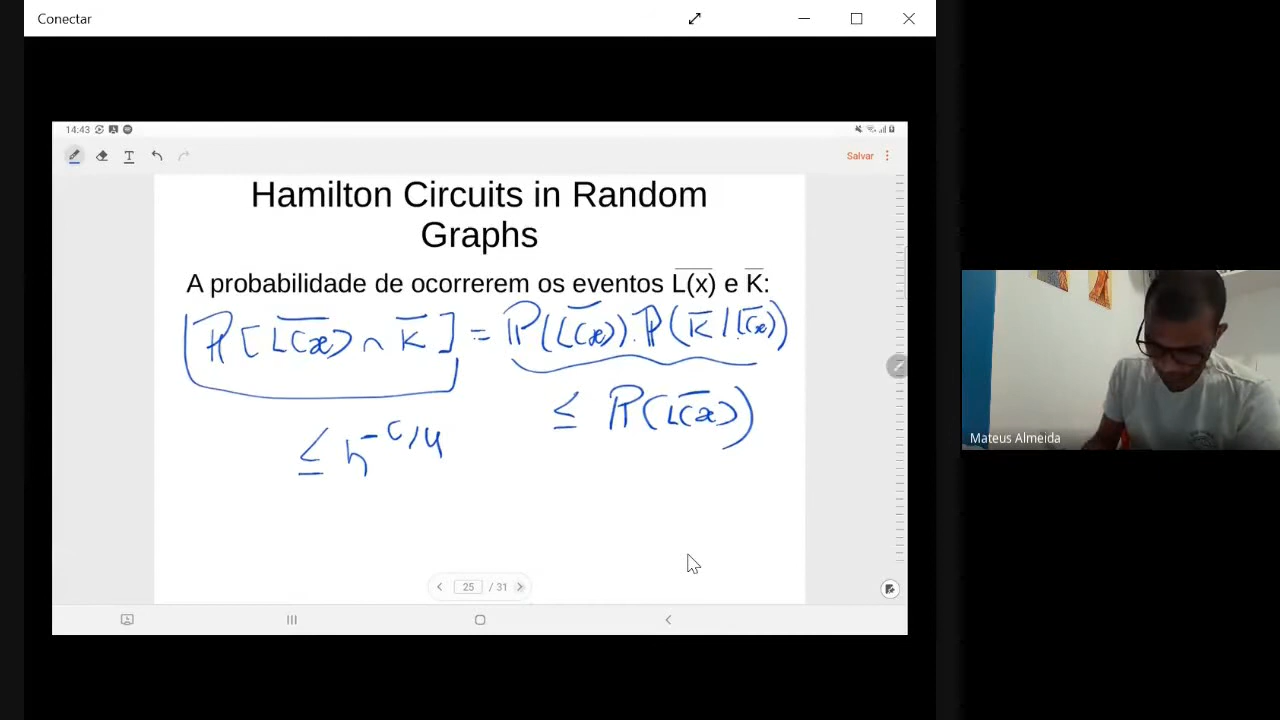 Conectar
14:43
Salvar
Hamilton Circuits in Random
Graphs
A probabilidade de ocorrerem os eventos L̅(̅x̅)̅ e K̅:
ℙ[L̅(̅x̅)̅ ∩ K̅] = ℙ(L̅(̅x̅)̅).ℙ(K̅/L̅(̅x̅)̅)
≤ ℙ(L̅(̅x̅)̅)
≤ n^{-c/4}
25 / 31
Mateus Almeida